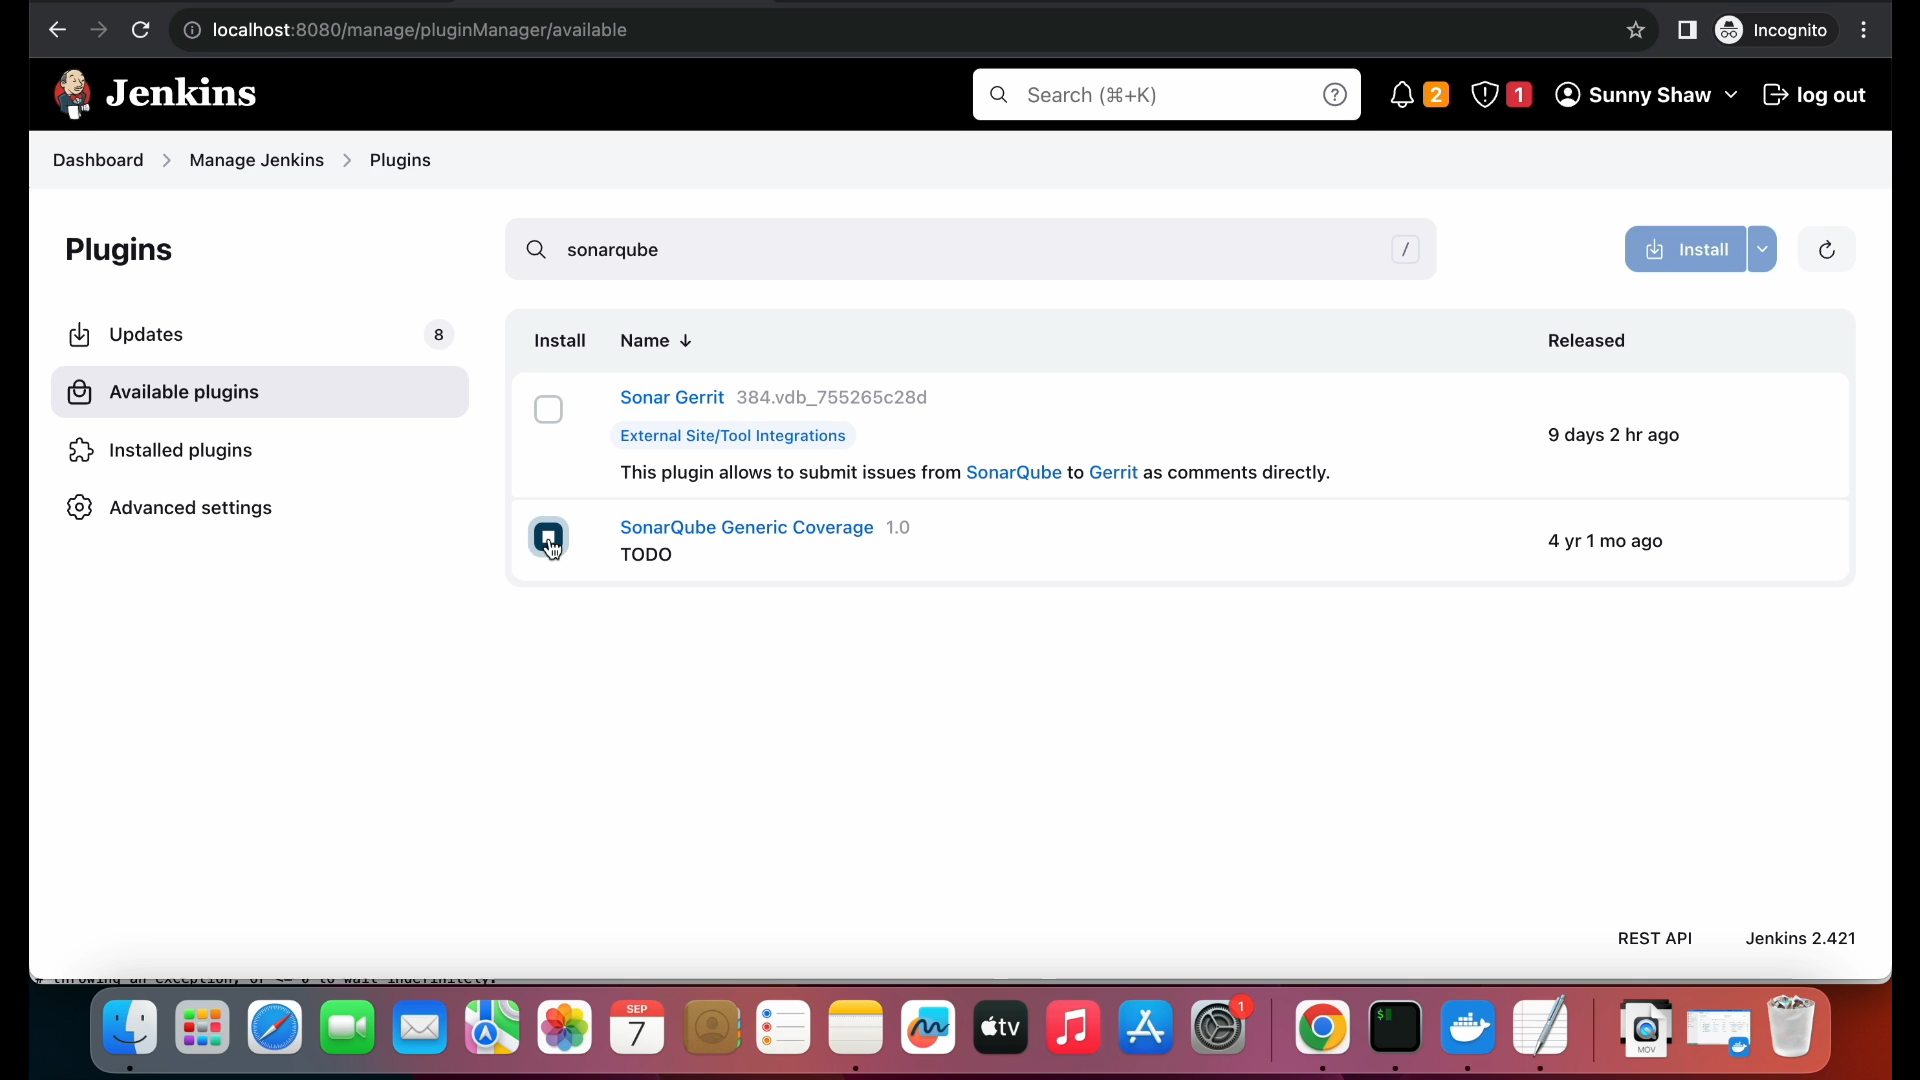 localhost:8080/manage/pluginManager/available
Incognito
Jenkins
Search (⌘+K)
?
2
1
Sunny Shaw
log out
Dashboard
Manage Jenkins
Plugins
Plugins
sonarqube
/
Install
Updates
8
Available plugins
Installed plugins
Advanced settings
Install
Name ↓
Released
Sonar Gerrit 384.vdb_755265c28d
External Site/Tool Integrations
This plugin allows to submit issues from SonarQube to Gerrit as comments directly.
9 days 2 hr ago
SonarQube Generic Coverage 1.0
TODO
4 yr 1 mo ago
REST API
Jenkins 2.421
SEP
7
tv
1
$
MOV